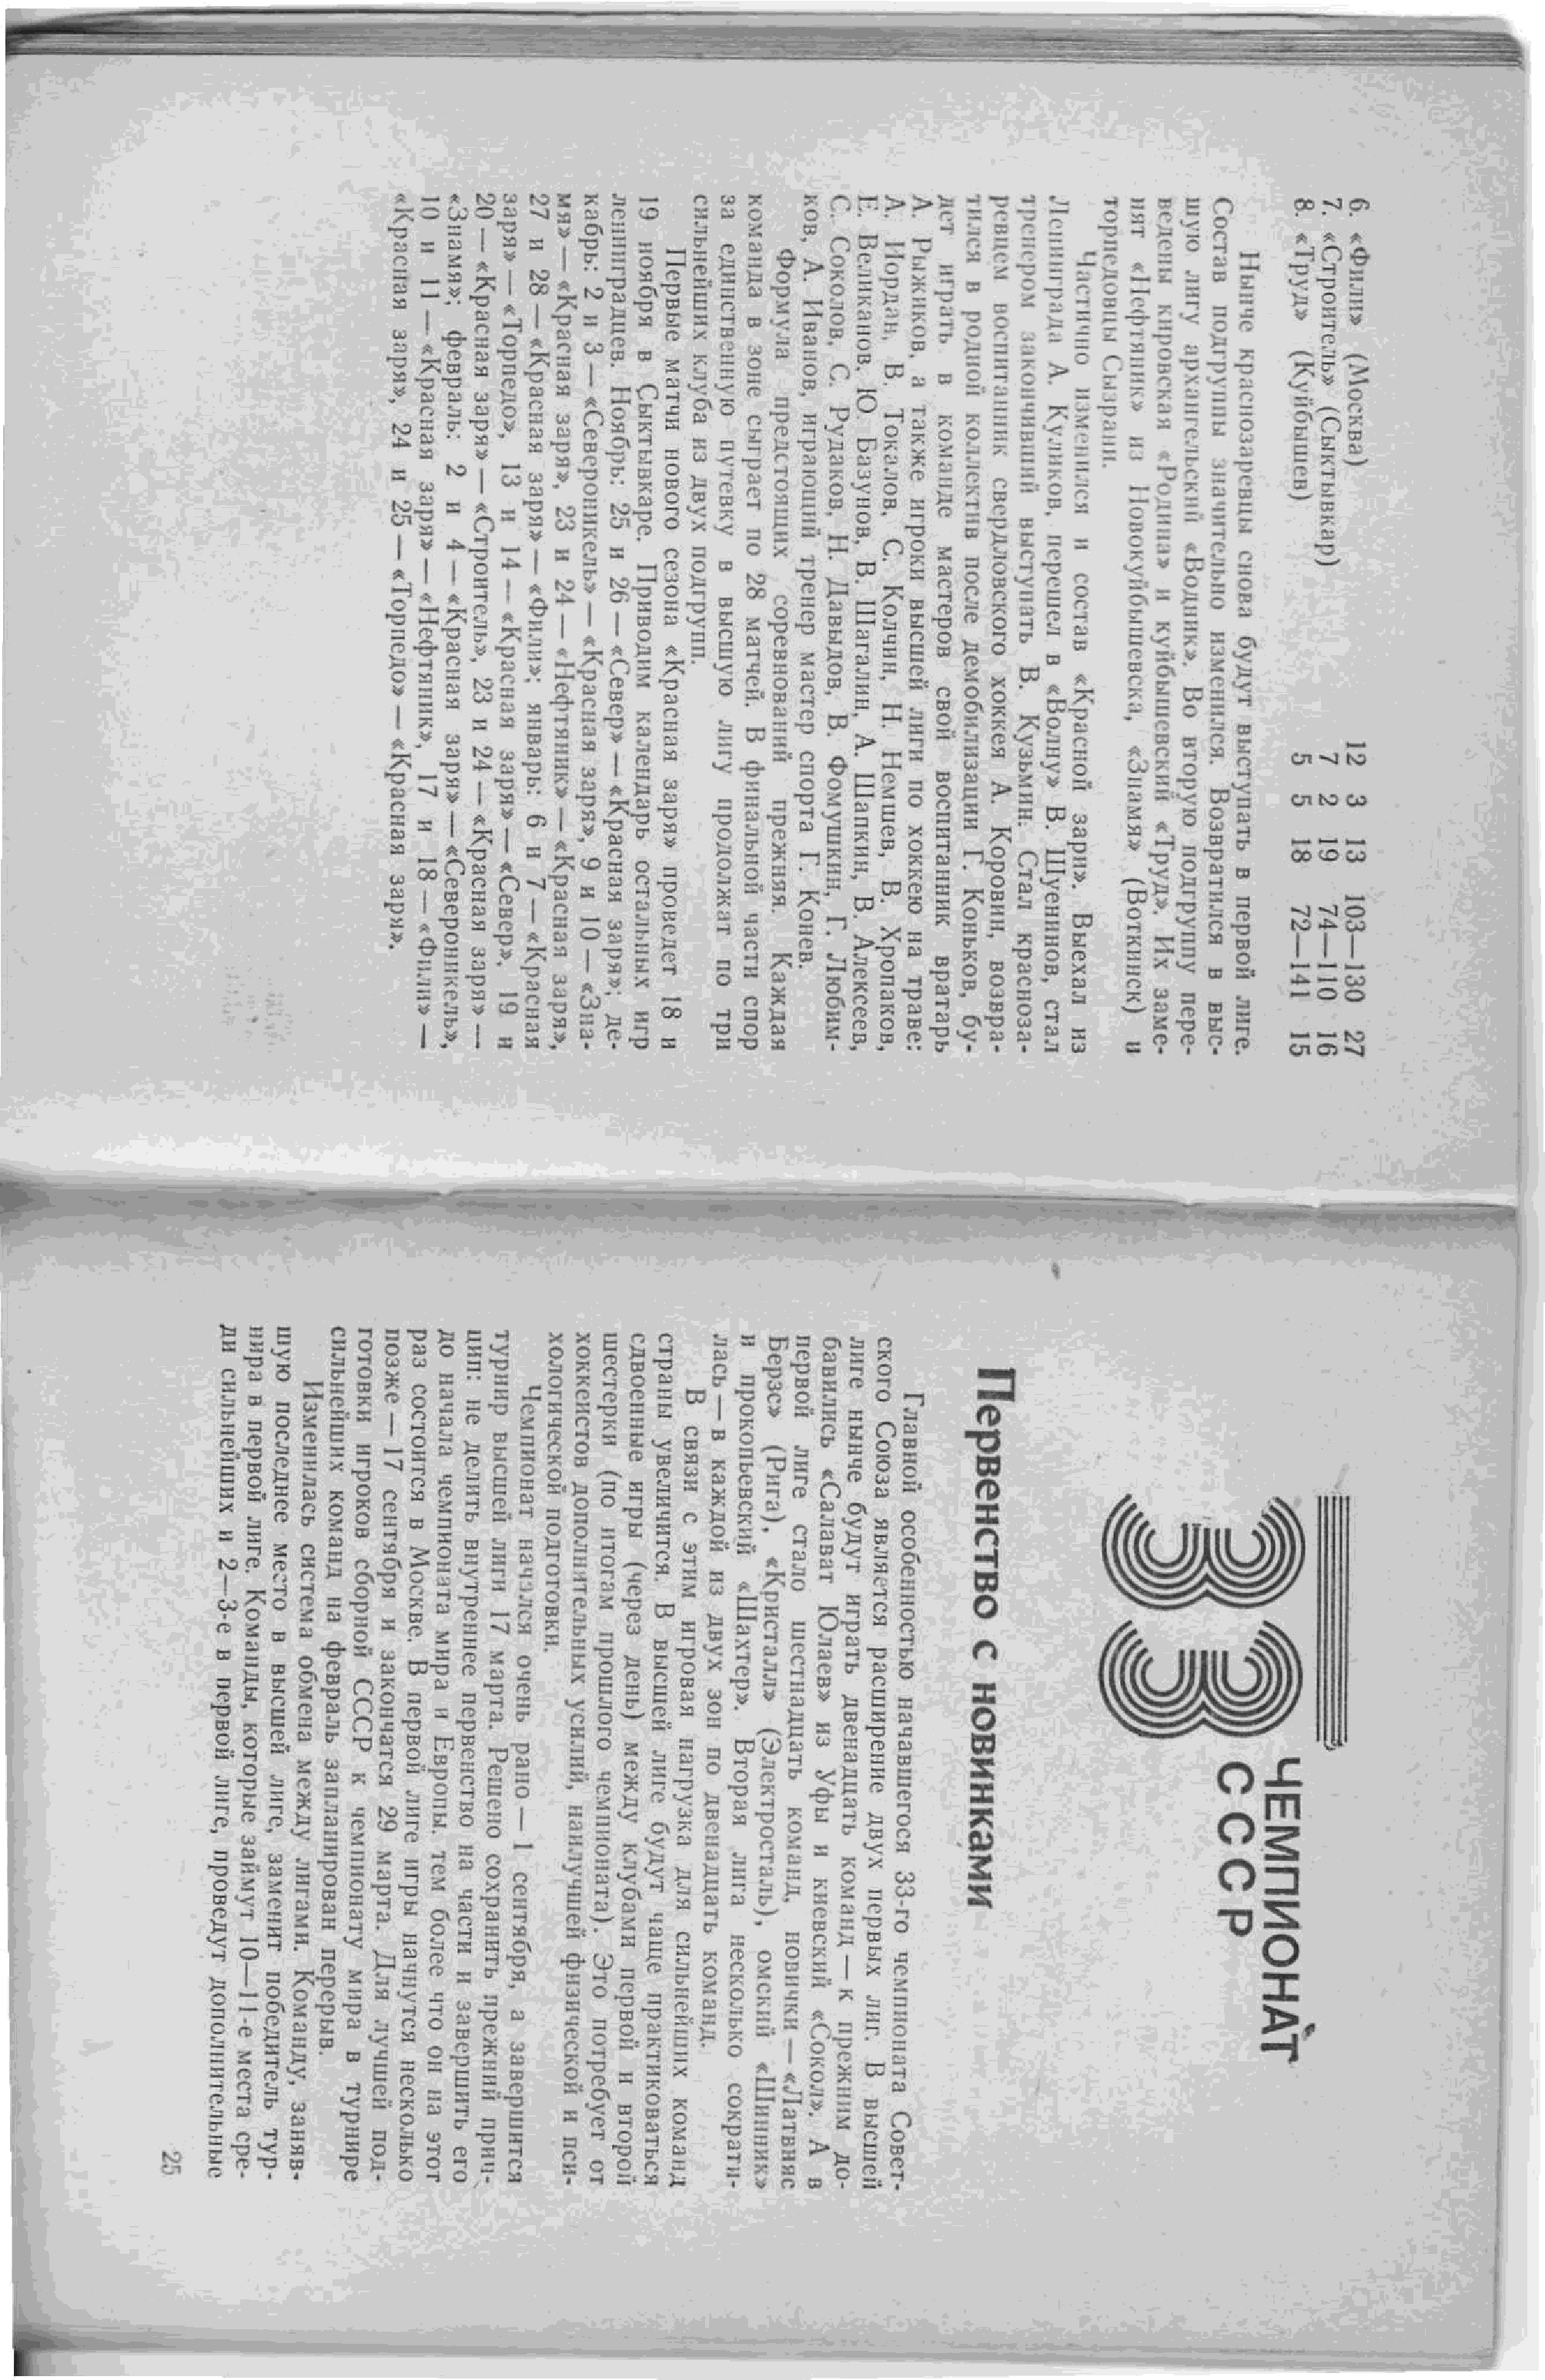 6. «Фили» (Москва) 12 3 13 103—130 27
7. «Строитель» (Сыктывкар) 7 2 19 74—110 16
8. «Труд» (Куйбышев) 5 5 18 72—141 15
Нынче краснозаревцы снова будут выступать в первой лиге.
Состав подгруппы значительно изменился. Возвратился в выс-
шую лигу архангельский «Водник». Во вторую подгруппу пере-
ведены кировская «Родина» и куйбышевский «Труд». Их заме-
нят «Нефтяник» из Новокуйбышевска, «Знамя» (Воткинск) и
торпедовцы Сызрани.
Частично изменился и состав «Красной зари». Выехал из
Ленинграда А. Куликов, перешел в «Волну» В. Шуенинов, стал
тренером закончивший выступать В. Кузьмин. Стал красноза-
ревцем воспитанник свердловского хоккея А. Коровин, возвра-
тился в родной коллектив после демобилизации Г. Коньков, бу-
дет играть в команде мастеров свой воспитанник вратарь
А. Рыжиков, а также игроки высшей лиги по хоккею на траве:
А. Иордан, В. Токалов, С. Колчин, Н. Немшев, В. Хропаков,
Е. Великанов, Ю. Базунов, В. Шагалин, А. Шапкин, В. Алексеев,
С. Соколов, С. Рудаков, Н. Давыдов, В. Фомушкин, Г. Любим-
ков, А. Иванов, играющий тренер мастер спорта Г. Конев.
Формула предстоящих соревнований прежняя. Каждая
команда в зоне сыграет по 28 матчей. В финальной части спор
за единственную путевку в высшую лигу продолжат по три
сильнейших клуба из двух подгрупп.
Первые матчи нового сезона «Красная заря» проведет 18 и
19 ноября в Сыктывкаре. Приводим календарь остальных игр
ленинградцев. Ноябрь: 25 и 26 — «Север» — «Красная заря»; де-
кабрь: 2 и 3 — «Североникель» — «Красная заря», 9 и 10 — «Зна-
мя» — «Красная заря», 23 и 24 — «Нефтяник» — «Красная заря»,
27 и 28 — «Красная заря» — «Фили»; январь: 6 и 7 — «Красная
заря» — «Торпедо», 13 и 14 — «Красная заря» — «Север», 19 и
20 — «Красная заря» — «Строитель», 23 и 24 — «Красная заря» —
«Знамя»; февраль: 2 и 4 — «Красная заря» — «Североникель»,
10 и 11 — «Красная заря» — «Нефтяник», 17 и 18 — «Фили» —
«Красная заря», 24 и 25 — «Торпедо» — «Красная заря».
33 ЧЕМПИОНАТ
СССР
Первенство с новинками
Главной особенностью начавшегося 33-го чемпионата Совет-
ского Союза является расширение двух первых лиг. В высшей
лиге нынче будут играть двенадцать команд — к прежним до-
бавились «Салават Юлаев» из Уфы и киевский «Сокол». А в
первой лиге стало шестнадцать команд, новички — «Латвияс
Берзс» (Рига), «Кристалл» (Электросталь), омский «Шинник»
и прокопьевский «Шахтер». Вторая лига несколько сократи-
лась — в каждой из двух зон по двенадцать команд.
В связи с этим игровая нагрузка для сильнейших команд
страны увеличится. В высшей лиге будут чаще практиковаться
сдвоенные игры (через день) между клубами первой и второй
шестерки (по итогам прошлого чемпионата). Это потребует от
хоккеистов дополнительных усилий, наилучшей физической и пси-
хологической подготовки.
Чемпионат начался очень рано — 1 сентября, а завершится
турнир высшей лиги 17 марта. Решено сохранить прежний прин-
цип: не делить внутреннее первенство на части и завершить его
до начала чемпионата мира и Европы, тем более что он на этот
раз состоится в Москве. В первой лиге игры начнутся несколько
позже — 17 сентября и закончатся 29 марта. Для лучшей под-
готовки игроков сборной СССР к чемпионату мира в турнире
сильнейших команд на февраль запланирован перерыв.
Изменилась система обмена между лигами. Команду, заняв-
шую последнее место в высшей лиге, заменит победитель тур-
нира в первой лиге. Команды, которые займут 10—11-е места сре-
ди сильнейших и 2—3-е в первой лиге, проведут дополнительные
25